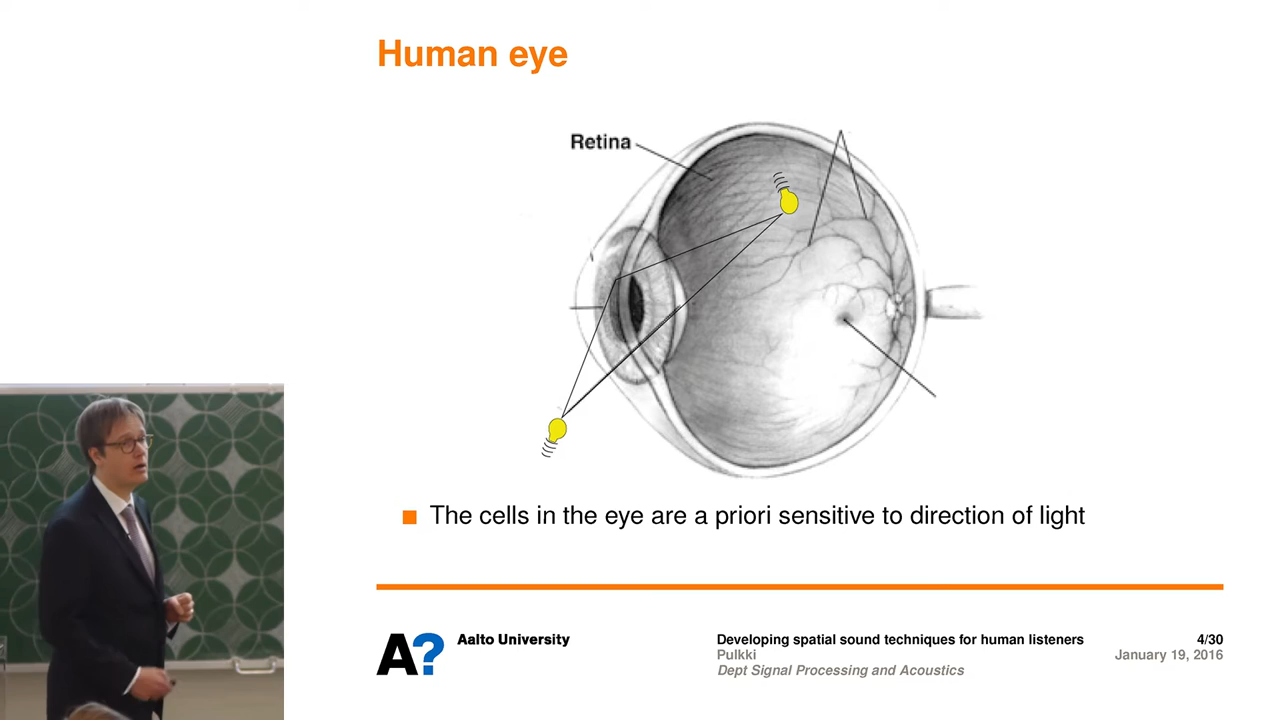 Human eye
Retina
The cells in the eye are a priori sensitive to direction of light
A?
Aalto University
Developing spatial sound techniques for human listeners
4/30
Pulkki
January 19, 2016
Dept Signal Processing and Acoustics